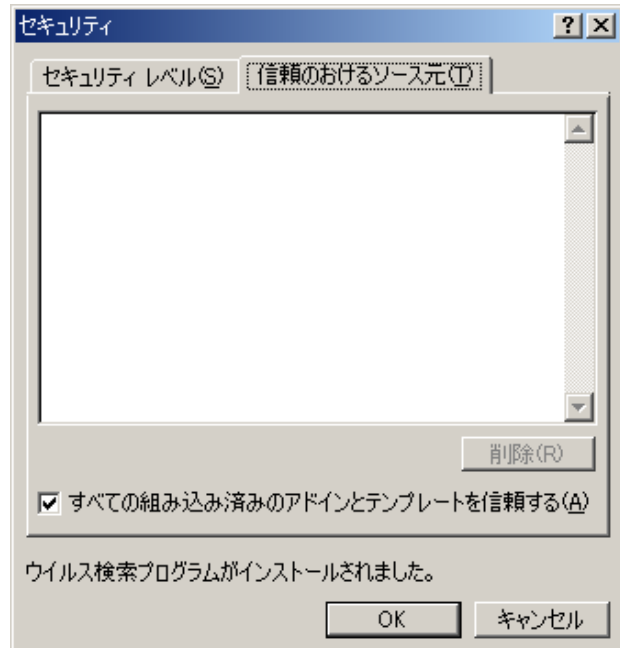 セキュリティ
セキュリティ レベル(S)
信頼のおけるソース元(T)
削除(R)
すべての組み込み済みのアドインとテンプレートを信頼する(A)
ウイルス検索プログラムがインストールされました。
OK
キャンセル